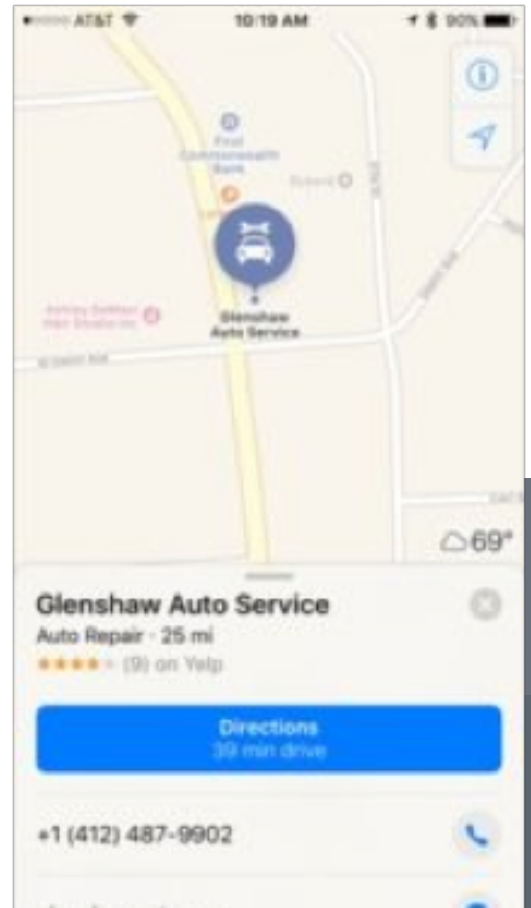 AT&T 10:19 AM 90%
First
Commonwealth
Bank
Glenshaw
Auto Service
69°
Glenshaw Auto Service
Auto Repair · 25 mi
(9) on Yelp
Directions
39 min drive
+1 (412) 487-9902